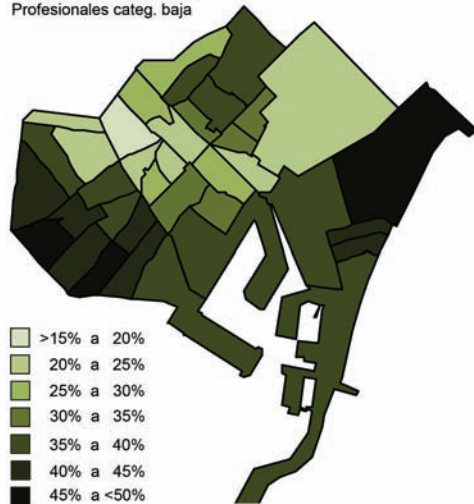 Profesionales categ. baja
>15% a 20%
20% a 25%
25% a 30%
30% a 35%
35% a 40%
40% a 45%
45% a <50%